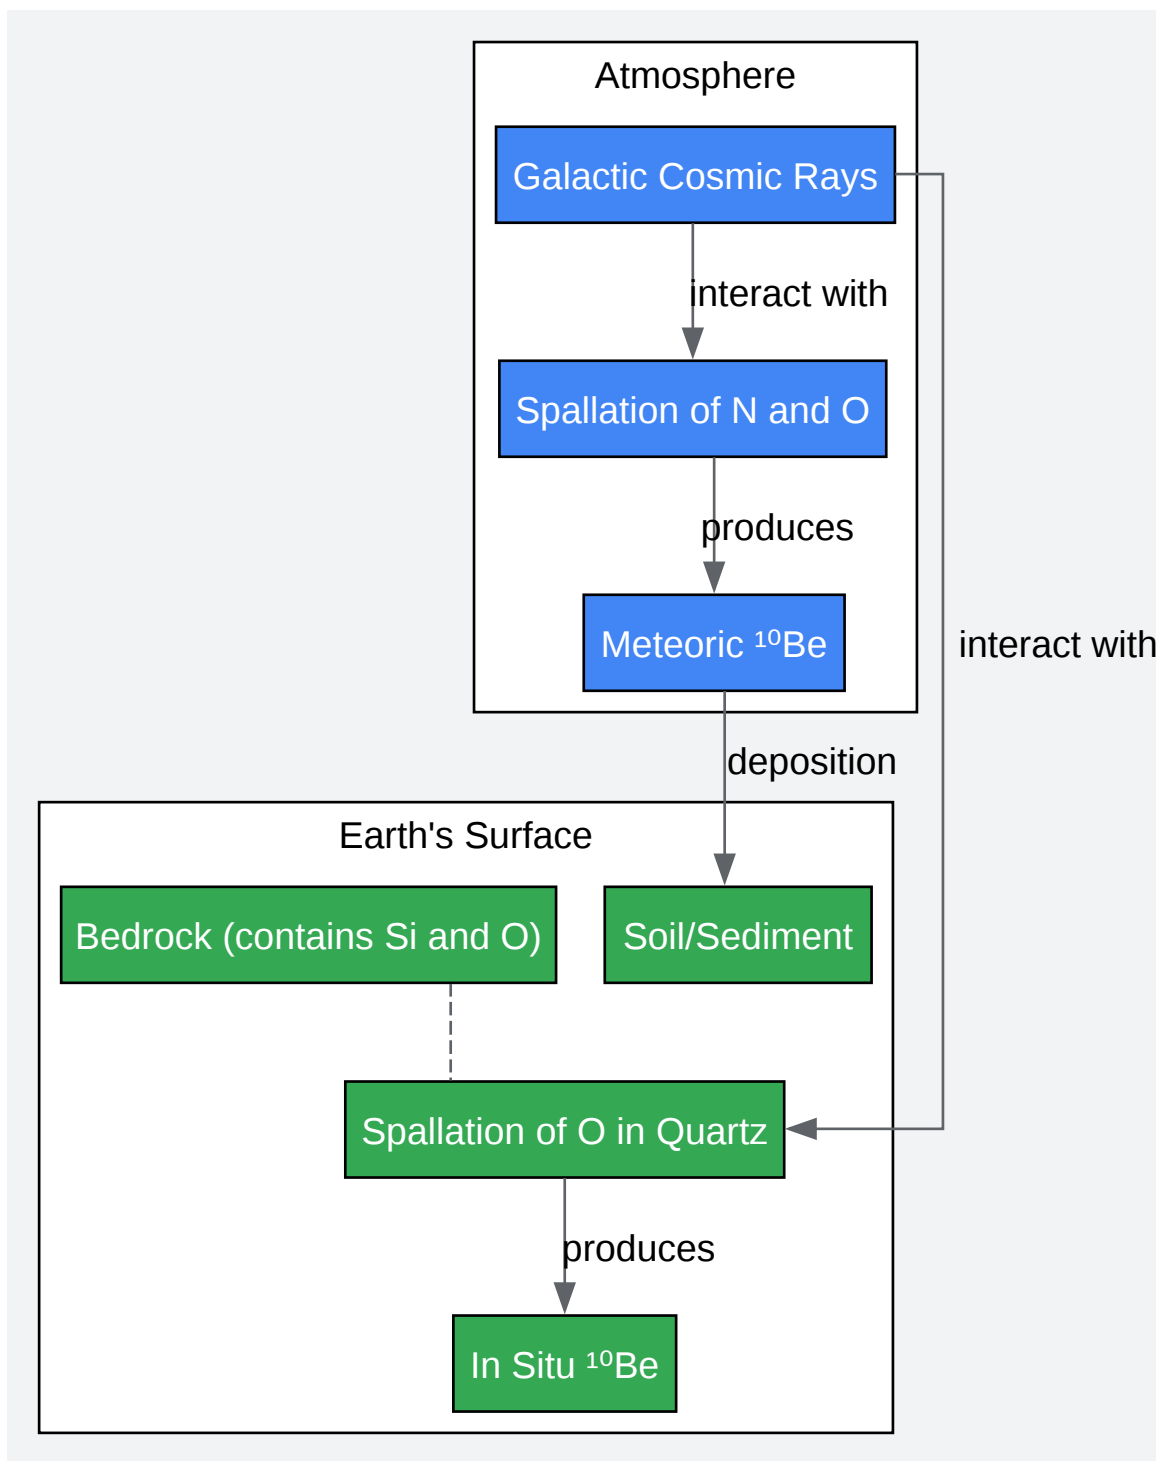 Atmosphere
Galactic Cosmic Rays
interact with
Spallation of N and O
produces
Meteoric ¹⁰Be
interact with
deposition
Earth's Surface
Bedrock (contains Si and O)
Soil/Sediment
Spallation of O in Quartz
produces
In Situ ¹⁰Be